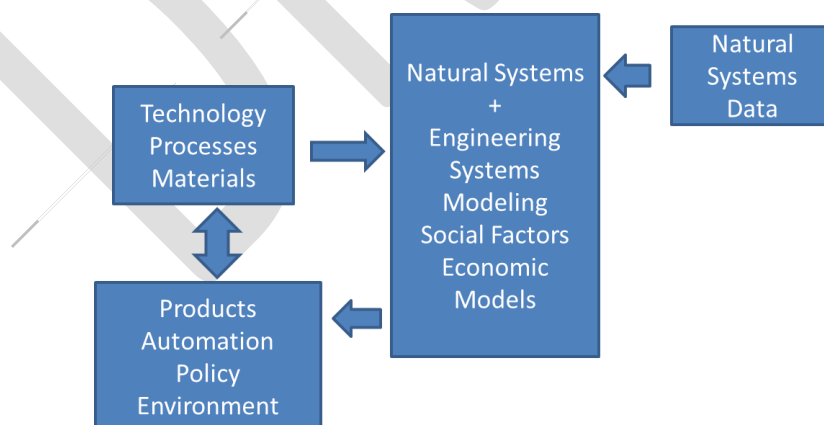 Technology
Processes
Materials
Natural Systems
+
Engineering
Systems
Modeling
Social Factors
Economic
Models
Natural
Systems
Data
Products
Automation
Policy
Environment